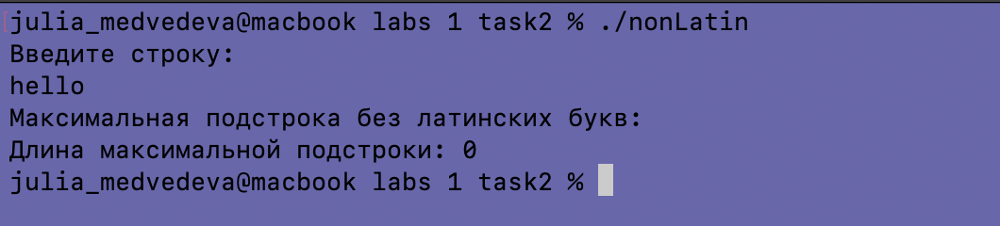 julia_medvedeva@macbook labs 1 task2 % ./nonLatin
Введите строку:
hello
Максимальная подстрока без латинских букв:
Длина максимальной подстроки: 0
julia_medvedeva@macbook labs 1 task2 %